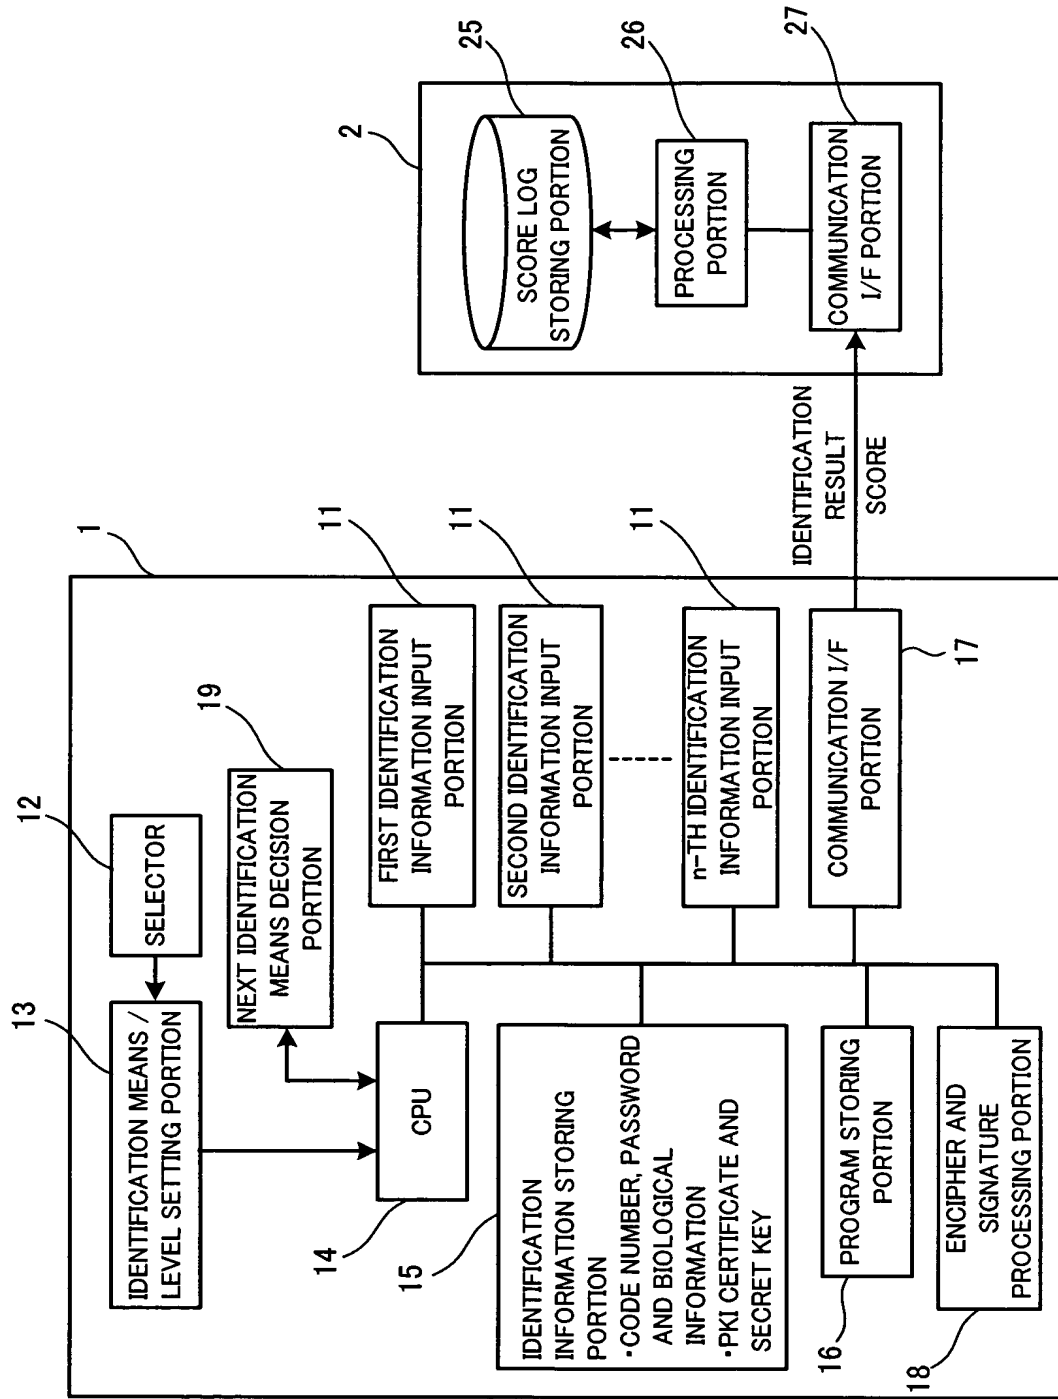 1
12
SELECTOR
13
IDENTIFICATION MEANS /
LEVEL SETTING PORTION
19
NEXT IDENTIFICATION
MEANS DECISION
PORTION
14
CPU
11
FIRST IDENTIFICATION
INFORMATION INPUT
PORTION
11
SECOND IDENTIFICATION
INFORMATION INPUT
PORTION
11
n-TH IDENTIFICATION
INFORMATION INPUT
PORTION
15
IDENTIFICATION
INFORMATION STORING
PORTION
•CODE NUMBER, PASSWORD
AND BIOLOGICAL
INFORMATION
•PKI CERTIFICATE AND
SECRET KEY
16
PROGRAM STORING
PORTION
17
COMMUNICATION I/F
PORTION
18
ENCIPHER AND
SIGNATURE
PROCESSING PORTION
IDENTIFICATION
RESULT
SCORE
2
25
SCORE LOG
STORING PORTION
26
PROCESSING
PORTION
27
COMMUNICATION
I/F PORTION